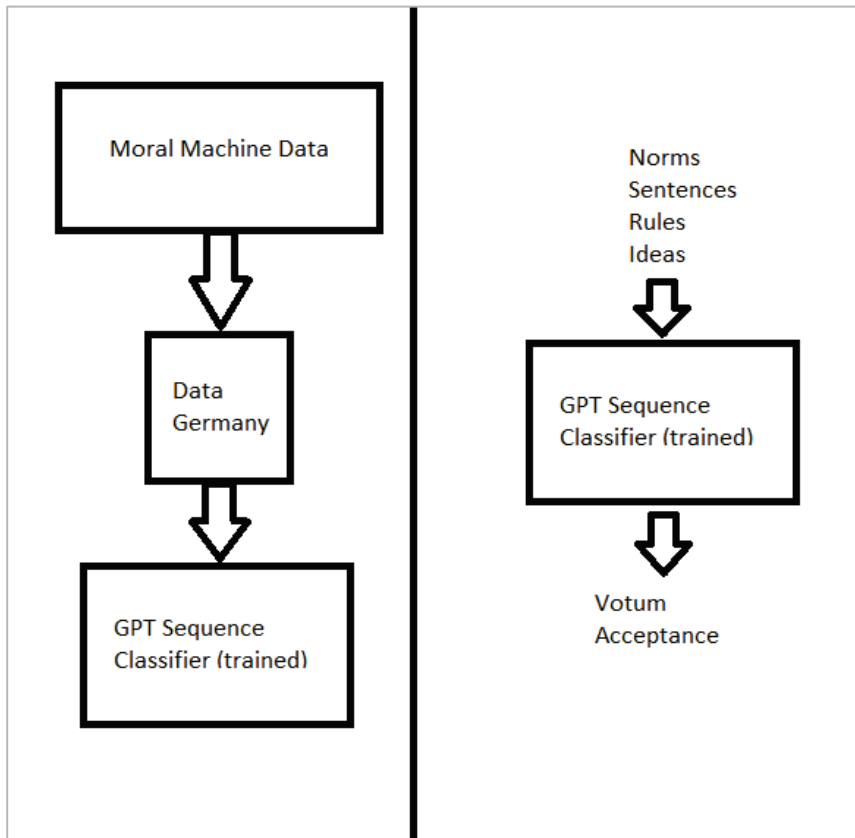 Moral Machine Data
Data
Germany
GPT Sequence
Classifier (trained)
Norms
Sentences
Rules
Ideas
GPT Sequence
Classifier (trained)
Votum
Acceptance